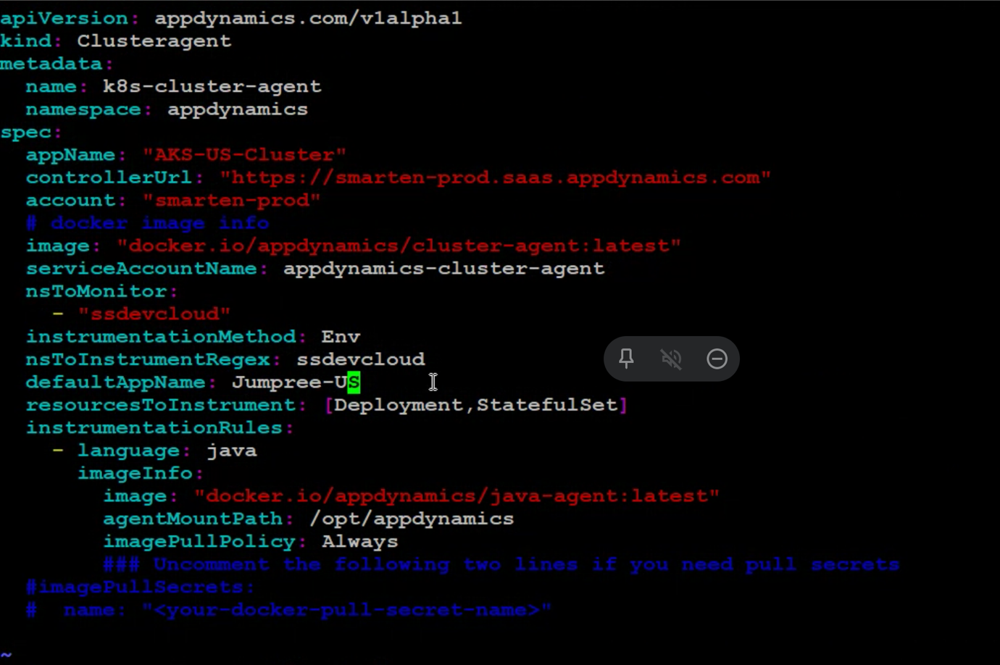 apiVersion: appdynamics.com/v1alpha1
kind: Clusteragent
metadata:
  name: k8s-cluster-agent
  namespace: appdynamics
spec:
  appName: "AKS-US-Cluster"
  controllerUrl: "https://smarten-prod.saas.appdynamics.com"
  account: "smarten-prod"
  # docker image info
  image: "docker.io/appdynamics/cluster-agent:latest"
  serviceAccountName: appdynamics-cluster-agent
  nsToMonitor:
    - "ssdevcloud"
  instrumentationMethod: Env
  nsToInstrumentRegex: ssdevcloud
  defaultAppName: Jumpree-US
  resourcesToInstrument: [Deployment,StatefulSet]
  instrumentationRules:
    - language: java
      imageInfo:
        image: "docker.io/appdynamics/java-agent:latest"
        agentMountPath: /opt/appdynamics
        imagePullPolicy: Always
        ### Uncomment the following two lines if you need pull secrets
  #imagePullSecrets:
  #  name: "<your-docker-pull-secret-name>"
~